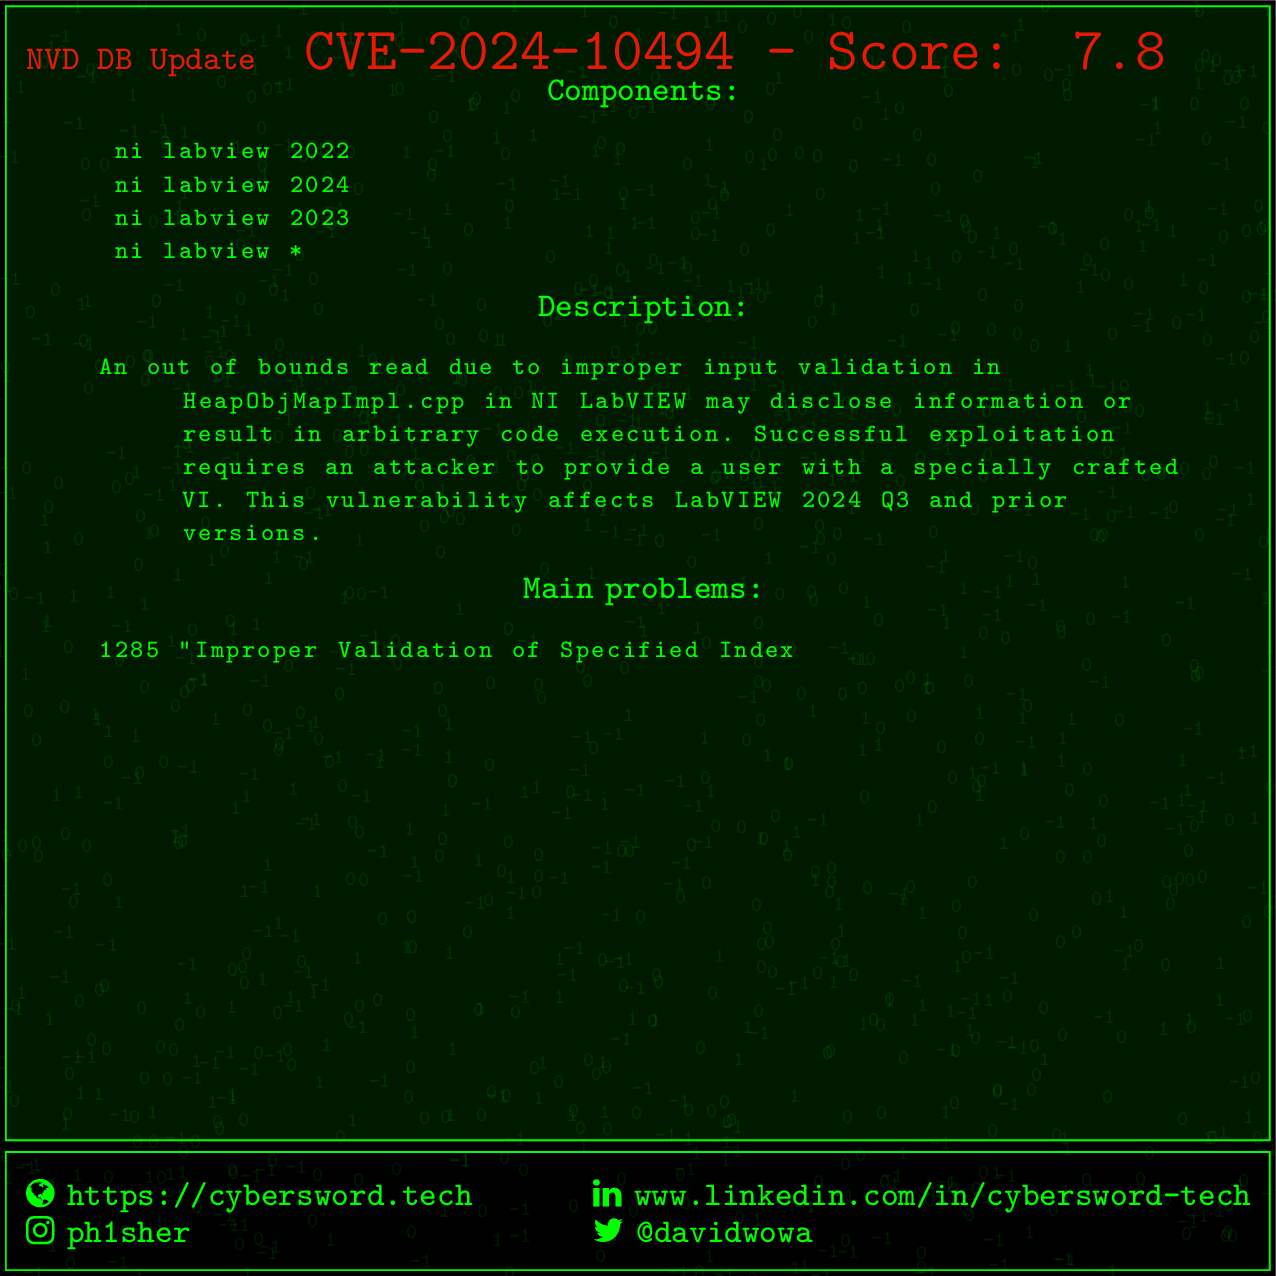 NVD DB Update CVE-2024-10494 - Score: 7.8
Components:
ni labview 2022
ni labview 2024
ni labview 2023
ni labview *
Description:
An out of bounds read due to improper input validation in
HeapObjMapImpl.cpp in NI LabVIEW may disclose information or
result in arbitrary code execution. Successful exploitation
requires an attacker to provide a user with a specially crafted
VI. This vulnerability affects LabVIEW 2024 Q3 and prior
versions.
Main problems:
1285 "Improper Validation of Specified Index
https://cybersword.tech www.linkedin.com/in/cybersword-tech
ph1sher @davidwowa